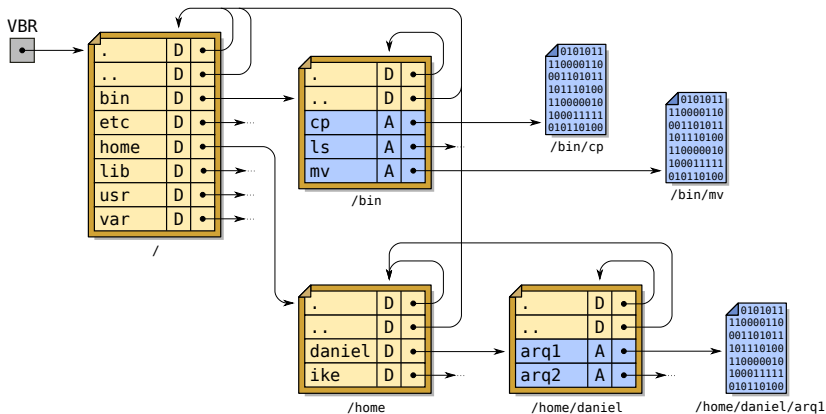 VBR
. D
.. D
bin D
etc D ...
home D
lib D ...
usr D ...
var D ...
/
. D
.. D
cp A
ls A ...
mv A
/bin
0101011
110000110
001101011
101110100
110000010
100011111
010110100
/bin/cp
0101011
110000110
001101011
101110100
110000010
100011111
010110100
/bin/mv
. D
.. D
daniel D
ike D ...
/home
. D
.. D
arq1 A
arq2 A ...
/home/daniel
0101011
110000110
001101011
101110100
110000010
100011111
010110100
/home/daniel/arq1